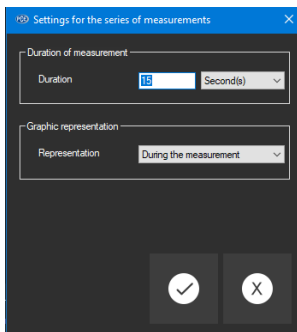 Settings for the series of measurements
Duration of measurement
Duration 15 Second(s)
Graphic representation
Representation During the measurement
X